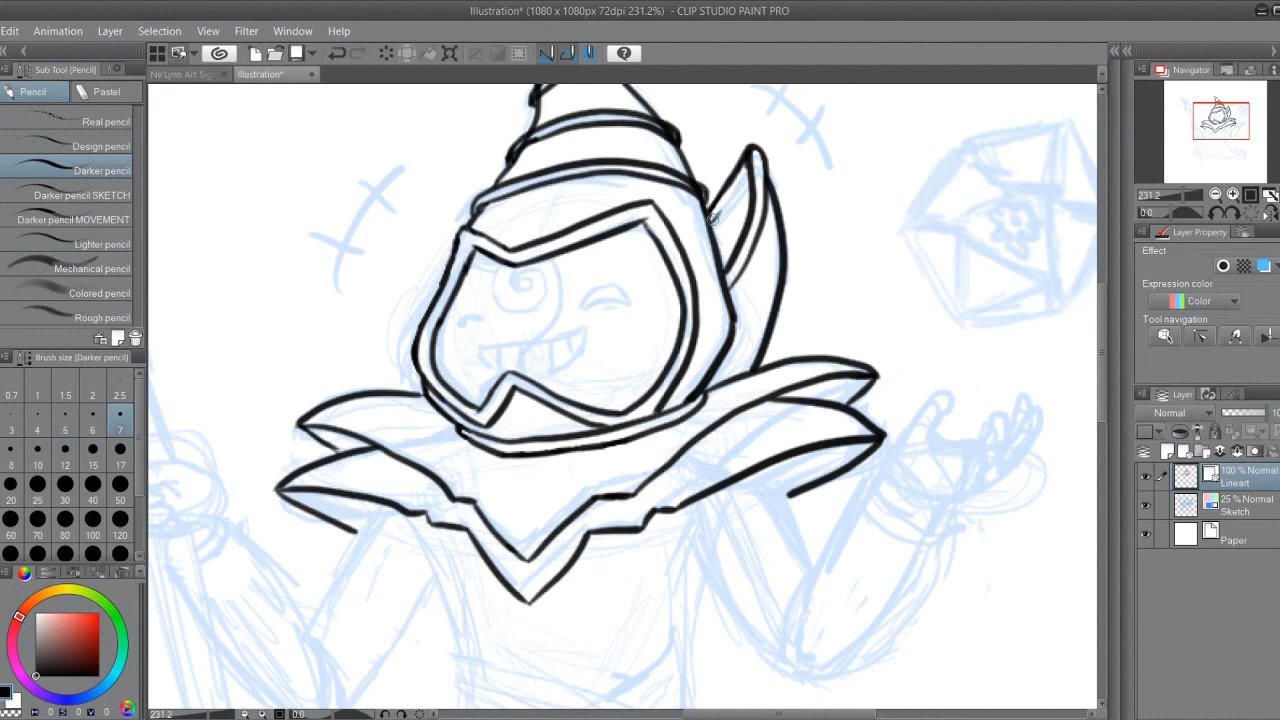 Illustration* (1080 x 1080px 72dpi 231.2%) - CLIP STUDIO PAINT PRO
Edit Animation Layer Selection View Filter Window Help
Sub Tool [Pencil]
Ne'Lynn Art Sig
Illustration*
Navigator
Pencil
Pastel
Real pencil
Design pencil
Darker pencil
Darker pencil SKETCH
Darker pencil MOVEMENT
Lighter pencil
Mechanical pencil
Colored pencil
Rough pencil
231.2
0.0
Layer Property
Effect
Expression color
Color
Tool navigation
Brush size [Darker pencil]
0.7 1 1.5 2 2.5
3 4 5 6 7
8 10 12 15 17
20 25 30 40 50
60 70 80 100 120
Layer
Normal
10
100 % Normal
Lineart
25 % Normal
Sketch
Paper
H 0 S 0 V 0
231.2
0.0